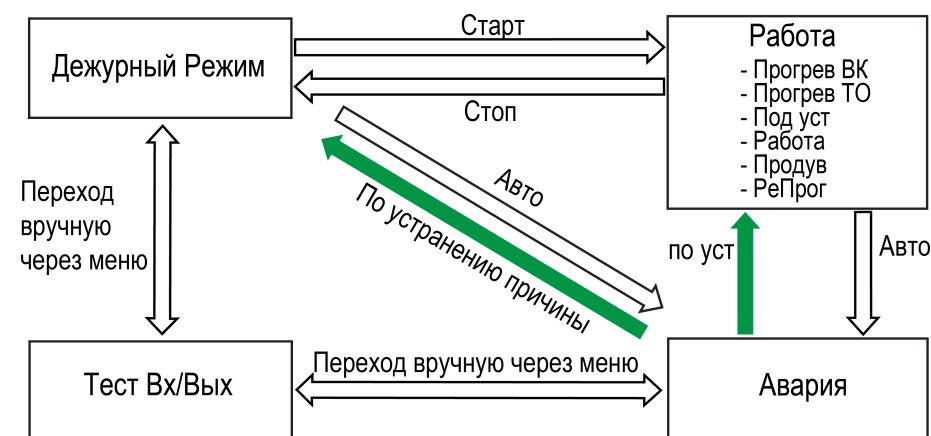 Старт
Дежурный Режим
Работа
- Прогрев ВК
- Прогрев ТО
- Под уст
- Работа
- Продув
- РеПрог
Стоп
Авто
По устранению причины
Переход
вручную
через меню
по уст
Авто
Переход вручную через меню
Тест Вх/Вых
Авария